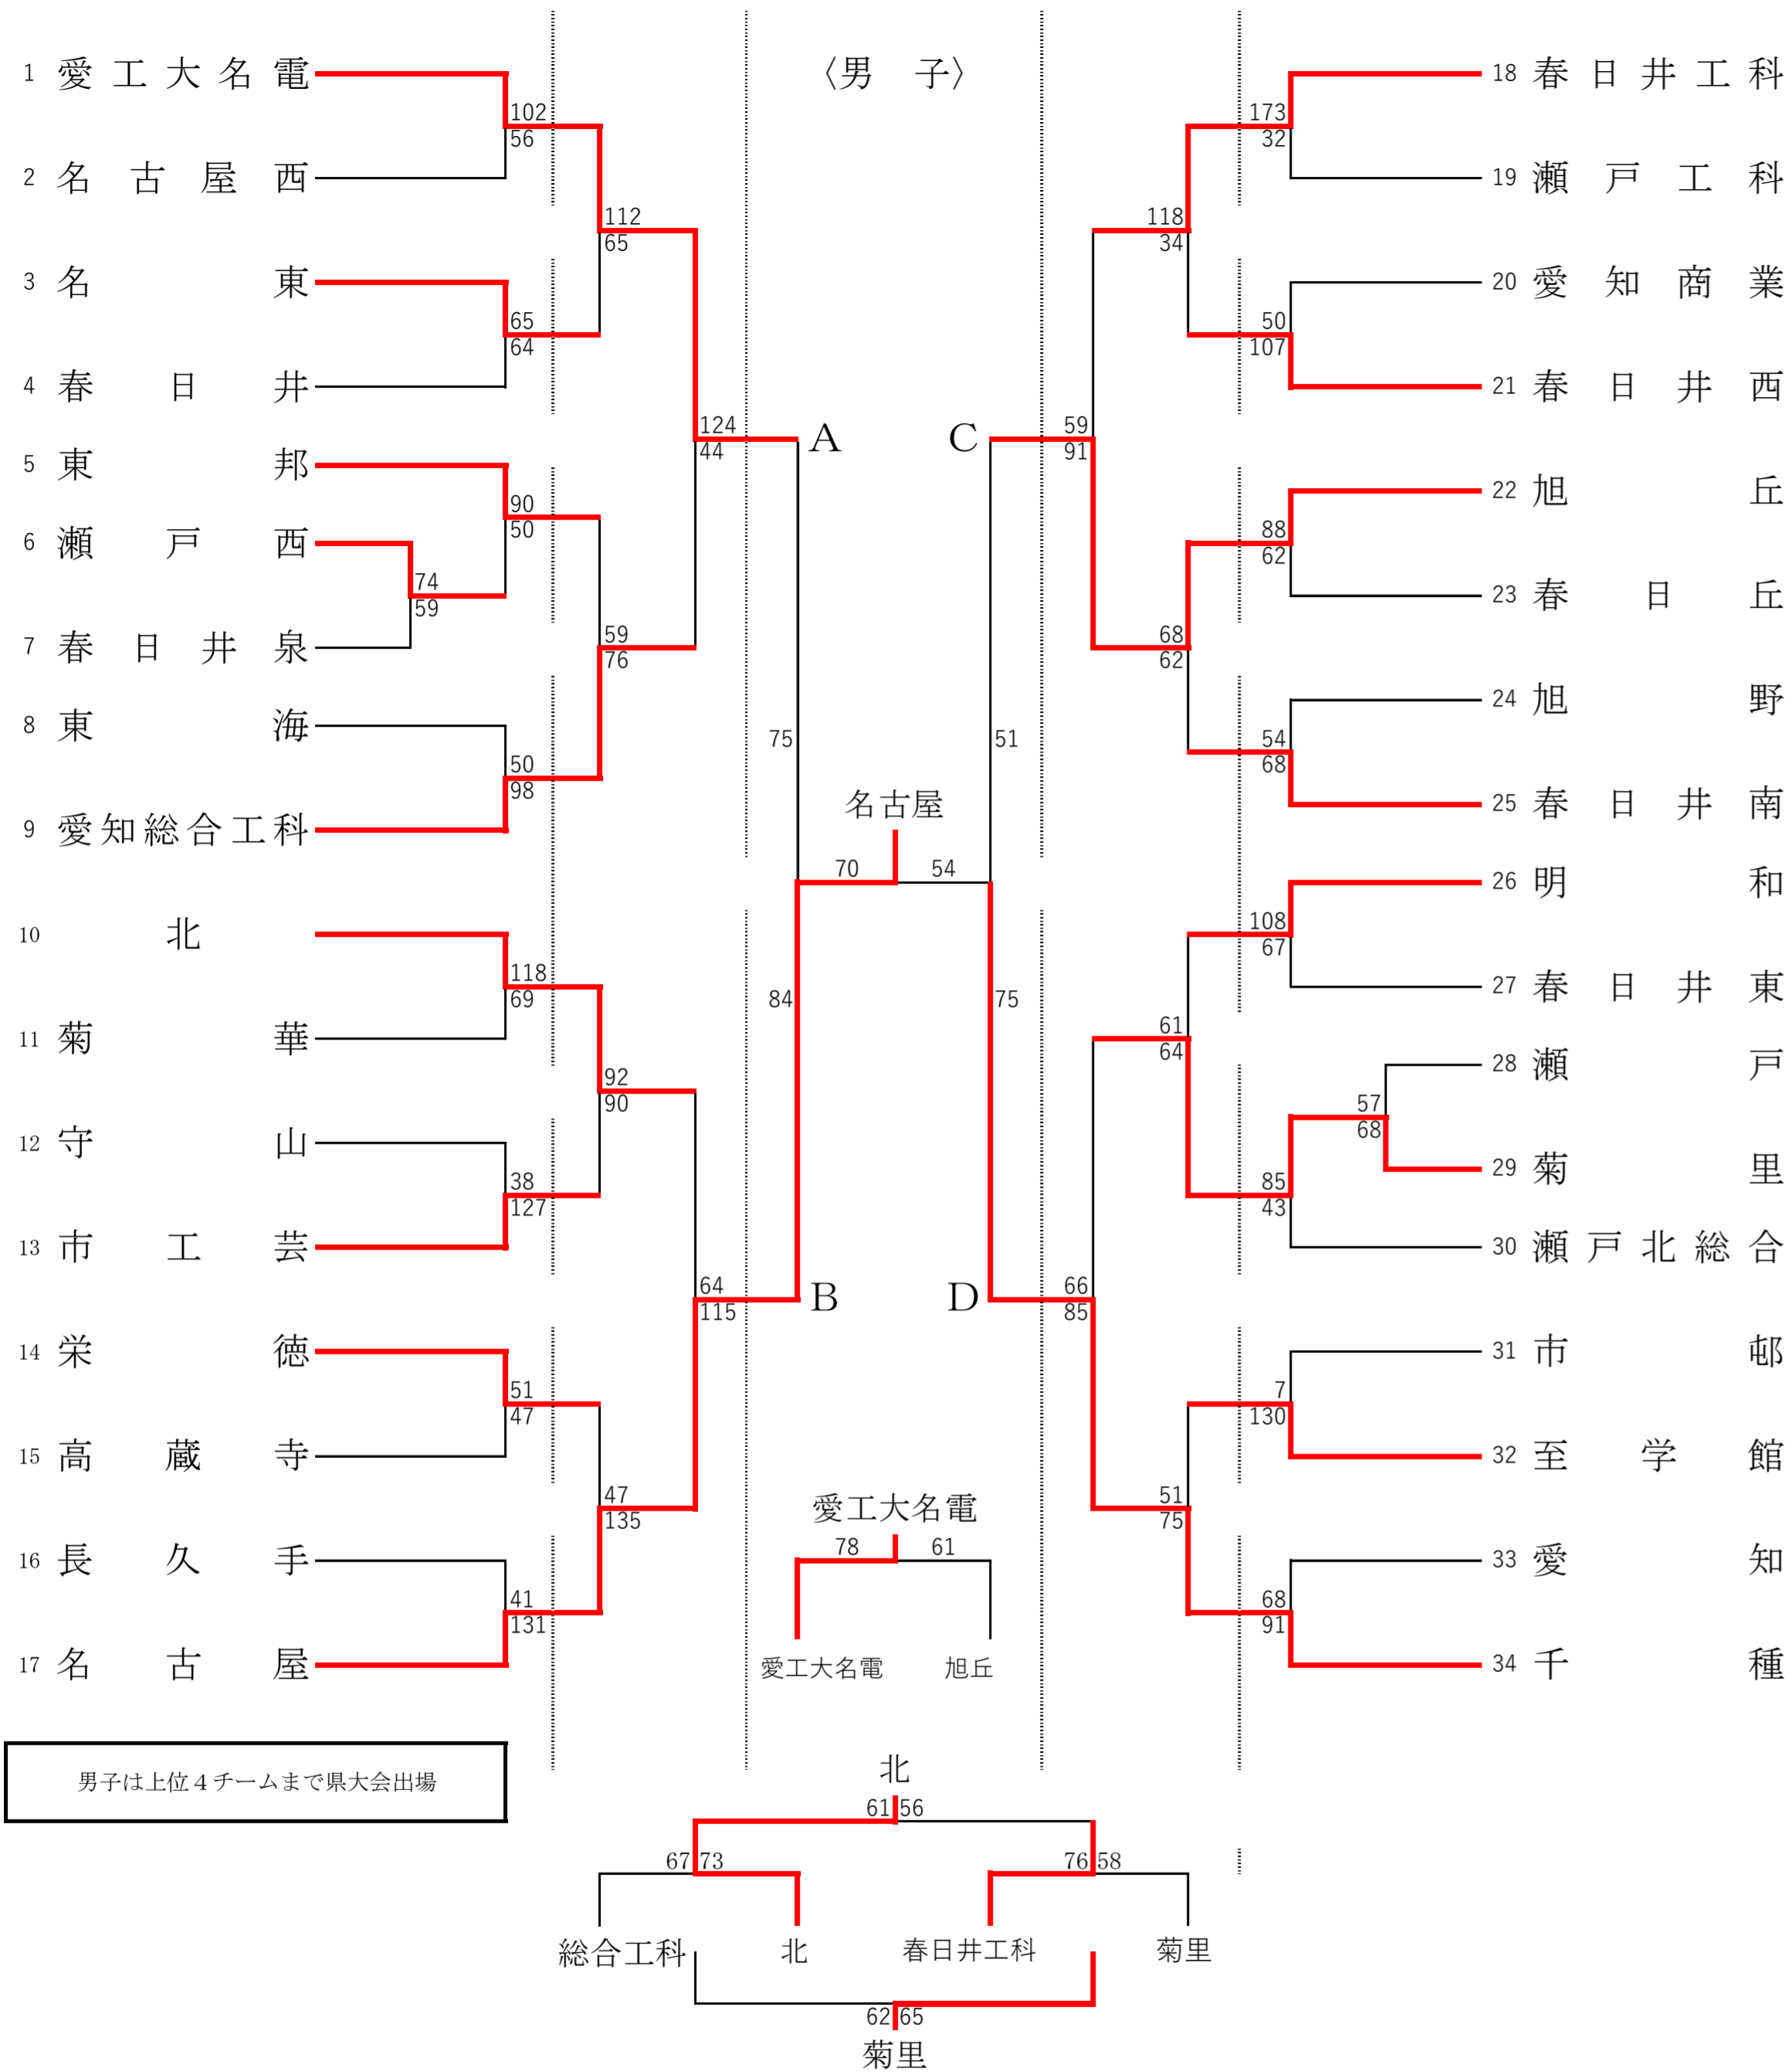 〈男 子〉
1 愛工大名電
102
56
2 名古屋西
112
65
3 名東
65
64
4 春日井
124
44
A
5 東邦
90
50
6 瀬戸西
74
59
7 春日井泉
59
76
8 東海
50
98
9 愛知総合工科
75
84
10 北
118
69
11 菊華
92
90
12 守山
38
127
13 市工芸
64
115
B
14 栄徳
51
47
15 高蔵寺
47
135
16 長久手
41
131
17 名古屋
名古屋
70 54
18 春日井工科
173
32
19 瀬戸工科
118
34
20 愛知商業
50
107
21 春日井西
C
59
91
22 旭丘
88
62
23 春日丘
68
62
24 旭野
54
68
25 春日井南
51
75
26 明和
108
67
27 春日井東
61
64
28 瀬戸
57
68
29 菊里
85
43
30 瀬戸北総合
D
66
85
31 市邨
7
130
32 至学館
51
75
33 愛知
68
91
34 千種
愛工大名電
78 61
愛工大名電 旭丘
男子は上位4チームまで県大会出場
北
61 56
67 73 76 58
総合工科 北 春日井工科 菊里
62 65
菊里